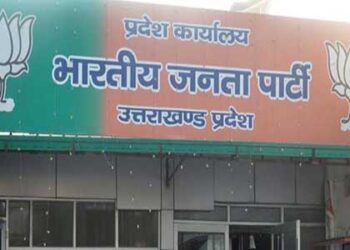 प्रदेश कार्यालय
भारतीय जनता पार्टी
उत्तराखण्ड प्रदेश